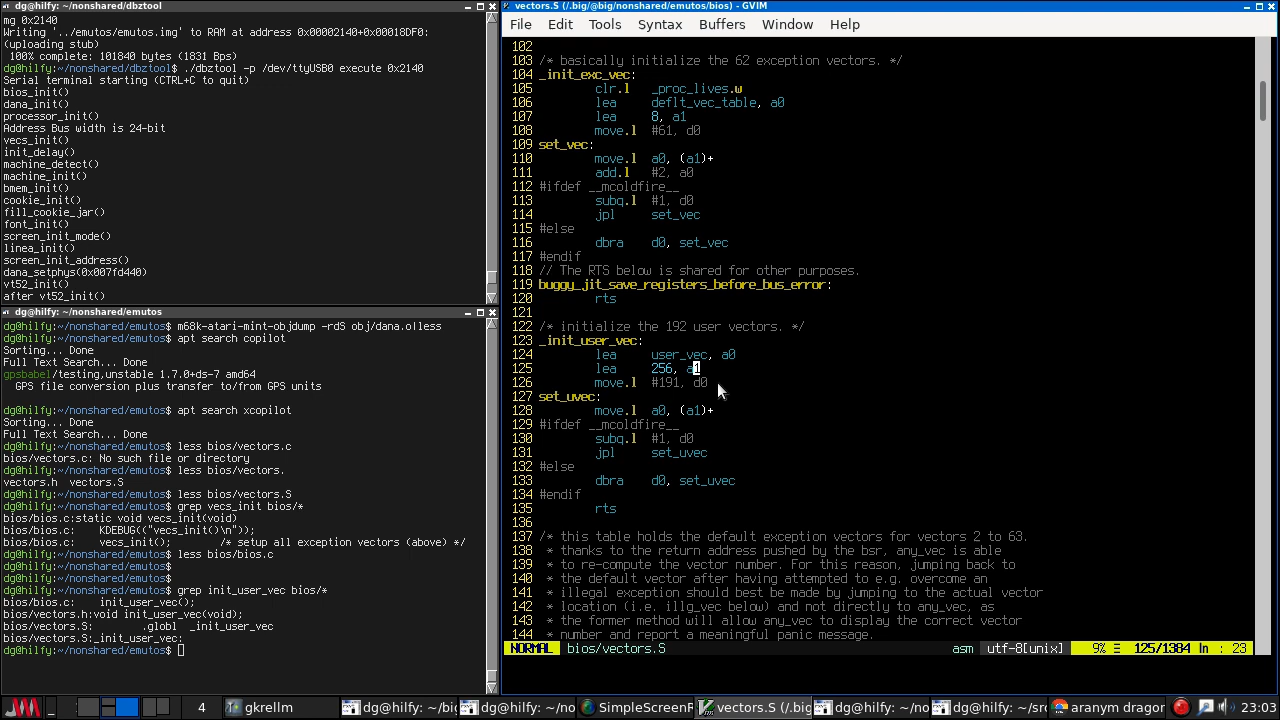 dg@hilfy: ~/nonshared/dbztool
mg 0x2140
Writing '...emutos/emutos.img' to RAM at address 0x00002140+0x00018DF0:
(uploading stub)
 100% complete: 101840 bytes (1831 Bps)
dg@hilfy:~/nonshared/dbztool$ ./dbztool -p /dev/ttyUSB0 execute 0x2140
Serial terminal starting (CTRL+C to quit)
bios_init()
dana_init()
processor_init()
Address Bus width is 24-bit
vecs_init()
init_delay()
machine_detect()
machine_init()
bmem_init()
cookie_init()
fill_cookie_jar()
font_init()
screen_init_mode()
linea_init()
screen_init_address()
dana_setphys(0x007fd440)
vt52_init()
after vt52_init()
dg@hilfy: ~/nonshared/emutos
dg@hilfy:~/nonshared/emutos$ m68k-atari-mint-objdump -rdS obj/dana.o|less
dg@hilfy:~/nonshared/emutos$ apt search copilot
Sorting... Done
Full Text Search... Done
gpsbabel/testing,unstable 1.7.0+ds-7 amd64
  GPS file conversion plus transfer to/from GPS units
dg@hilfy:~/nonshared/emutos$ apt search xcopilot
Sorting... Done
Full Text Search... Done
dg@hilfy:~/nonshared/emutos$ less bios/vectors.c
bios/vectors.c: No such file or directory
dg@hilfy:~/nonshared/emutos$ less bios/vectors.
vectors.h  vectors.S
dg@hilfy:~/nonshared/emutos$ less bios/vectors.S
dg@hilfy:~/nonshared/emutos$ grep vecs_init bios/*
bios/bios.c:static void vecs_init(void)
bios/bios.c:    KDEBUG(("vecs_init()\n"));
bios/bios.c:    vecs_init();        /* setup all exception vectors (above) */
dg@hilfy:~/nonshared/emutos$ less bios/bios.c
dg@hilfy:~/nonshared/emutos$
dg@hilfy:~/nonshared/emutos$
dg@hilfy:~/nonshared/emutos$ grep init_user_vec bios/*
bios/bios.c:    init_user_vec();
bios/vectors.h:void init_user_vec(void);
bios/vectors.S:        .globl  _init_user_vec
bios/vectors.S:_init_user_vec:
dg@hilfy:~/nonshared/emutos$
vectors.S (/.big/@big/nonshared/emutos/bios) - GVIM
File Edit Tools Syntax Buffers Window Help
102
103 /* basically initialize the 62 exception vectors. */
104 _init_exc_vec:
105         clr.l   _proc_lives.w
106         lea     deflt_vec_table, a0
107         lea     8, a1
108         move.l  #61, d0
109 set_vec:
110         move.l  a0, (a1)+
111         add.l   #2, a0
112 #ifdef __mcoldfire__
113         subq.l  #1, d0
114         jpl     set_vec
115 #else
116         dbra    d0, set_vec
117 #endif
118 // The RTS below is shared for other purposes.
119 buggy_jit_save_registers_before_bus_error:
120         rts
121
122 /* initialize the 192 user vectors. */
123 _init_user_vec:
124         lea     user_vec, a0
125         lea     256, a1
126         move.l  #191, d0
127 set_uvec:
128         move.l  a0, (a1)+
129 #ifdef __mcoldfire__
130         subq.l  #1, d0
131         jpl     set_uvec
132 #else
133         dbra    d0, set_uvec
134 #endif
135         rts
136
137 /* this table holds the default exception vectors for vectors 2 to 63.
138  * thanks to the return address pushed by the bsr, any_vec is able
139  * to re-compute the vector number. For this reason, jumping back to
140  * the default vector after having attempted to e.g. overcome an
141  * illegal exception should best be made by jumping to the actual vector
142  * location (i.e. illg_vec below) and not directly to any_vec, as
143  * the former method will allow any_vec to display the correct vector
144  * number and report a meaningful panic message.
NORMAL bios/vectors.S asm utf-8[unix] 9% ☰ 125/1384 ln : 23
4 gkrellm dg@hilfy: ~/big dg@hilfy: ~/no SimpleScreenR vectors.S (/.big dg@hilfy: ~/no dg@hilfy: ~/src aranym dragor 23:03